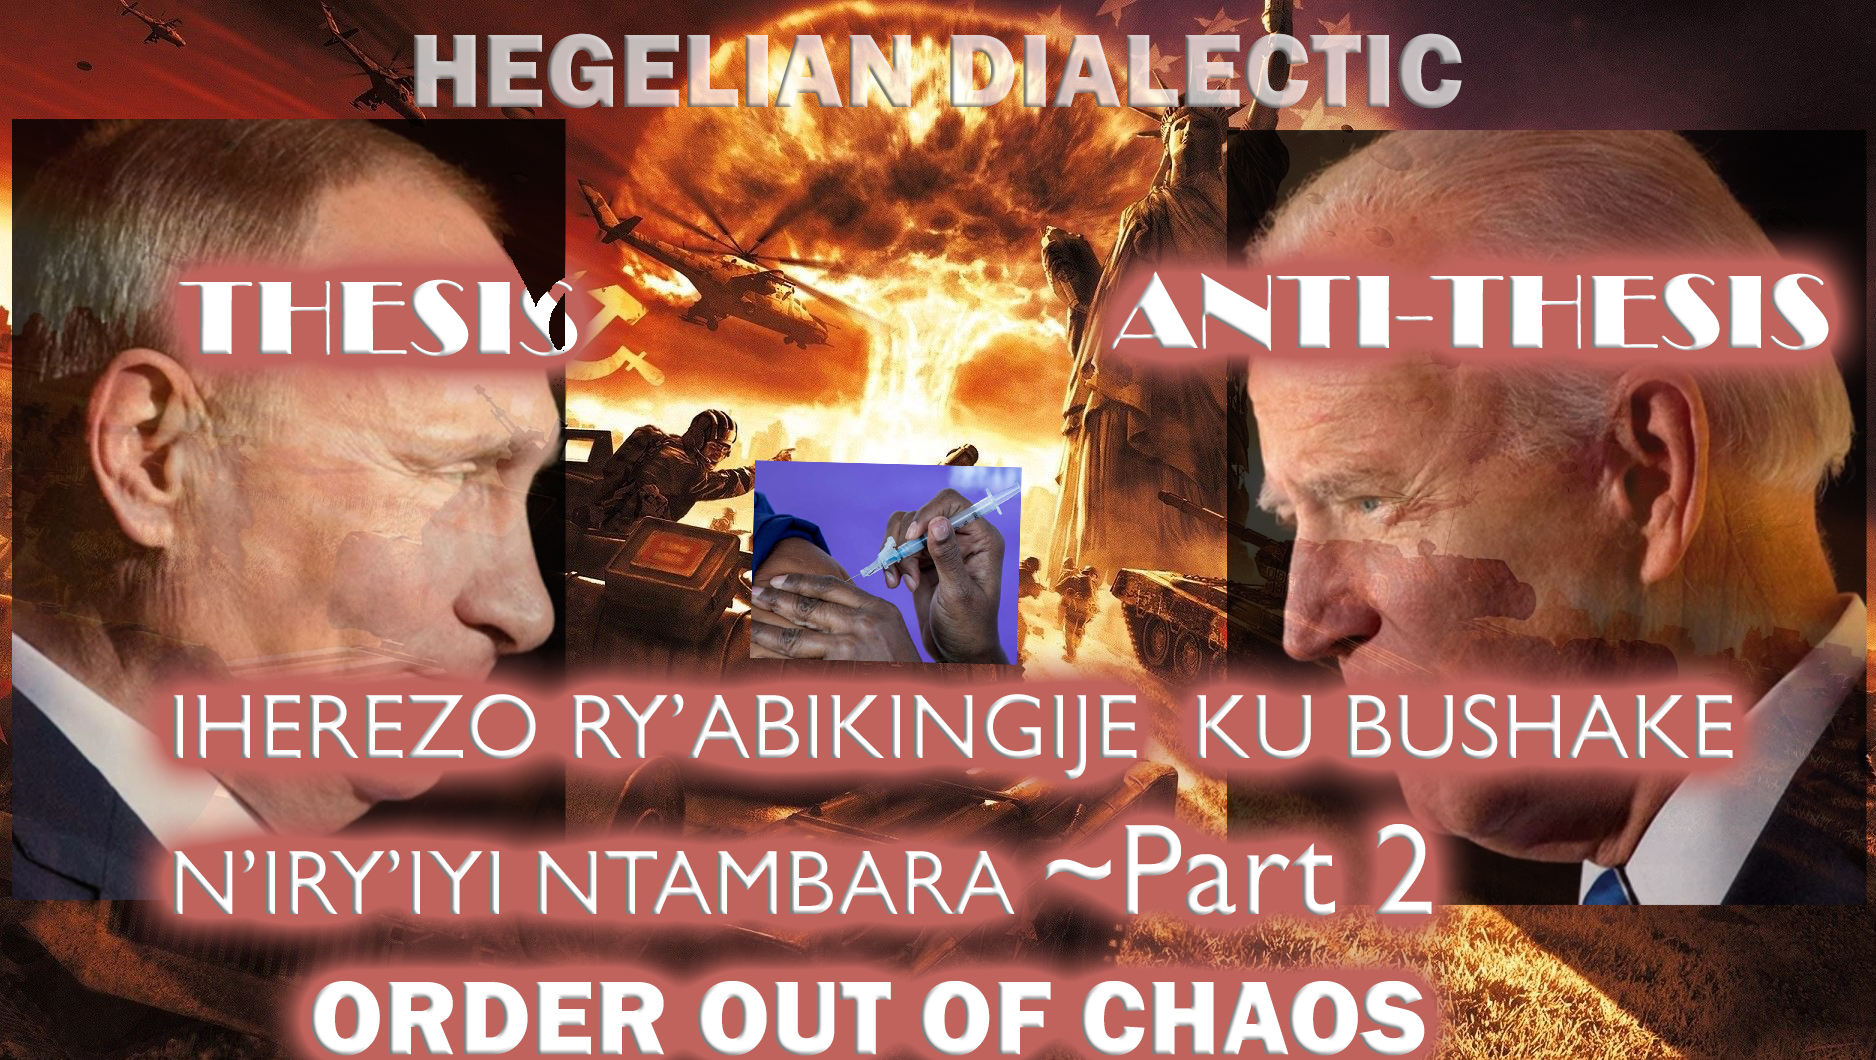 HEGELIAN DIALECTIC
THESIS
ANTI-THESIS
IHEREZO RY'ABIKINGIJE KU BUSHAKE
N'IRY'IYI NTAMBARA ~Part 2
ORDER OUT OF CHAOS